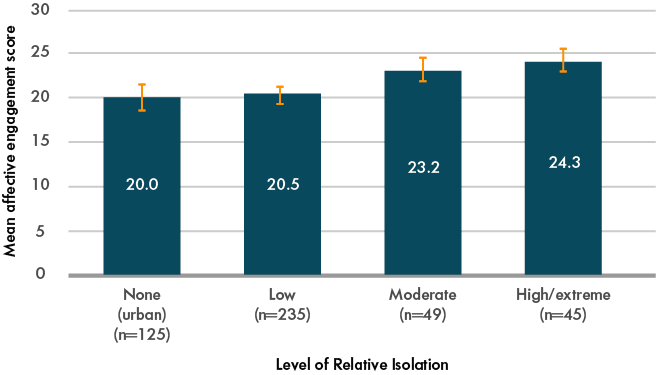 Mean affective engagement score
30
25
20
15
10
5
0
20.0
20.5
23.2
24.3
None
(urban)
(n=125)
Low
(n=235)
Moderate
(n=49)
High/extreme
(n=45)
Level of Relative Isolation